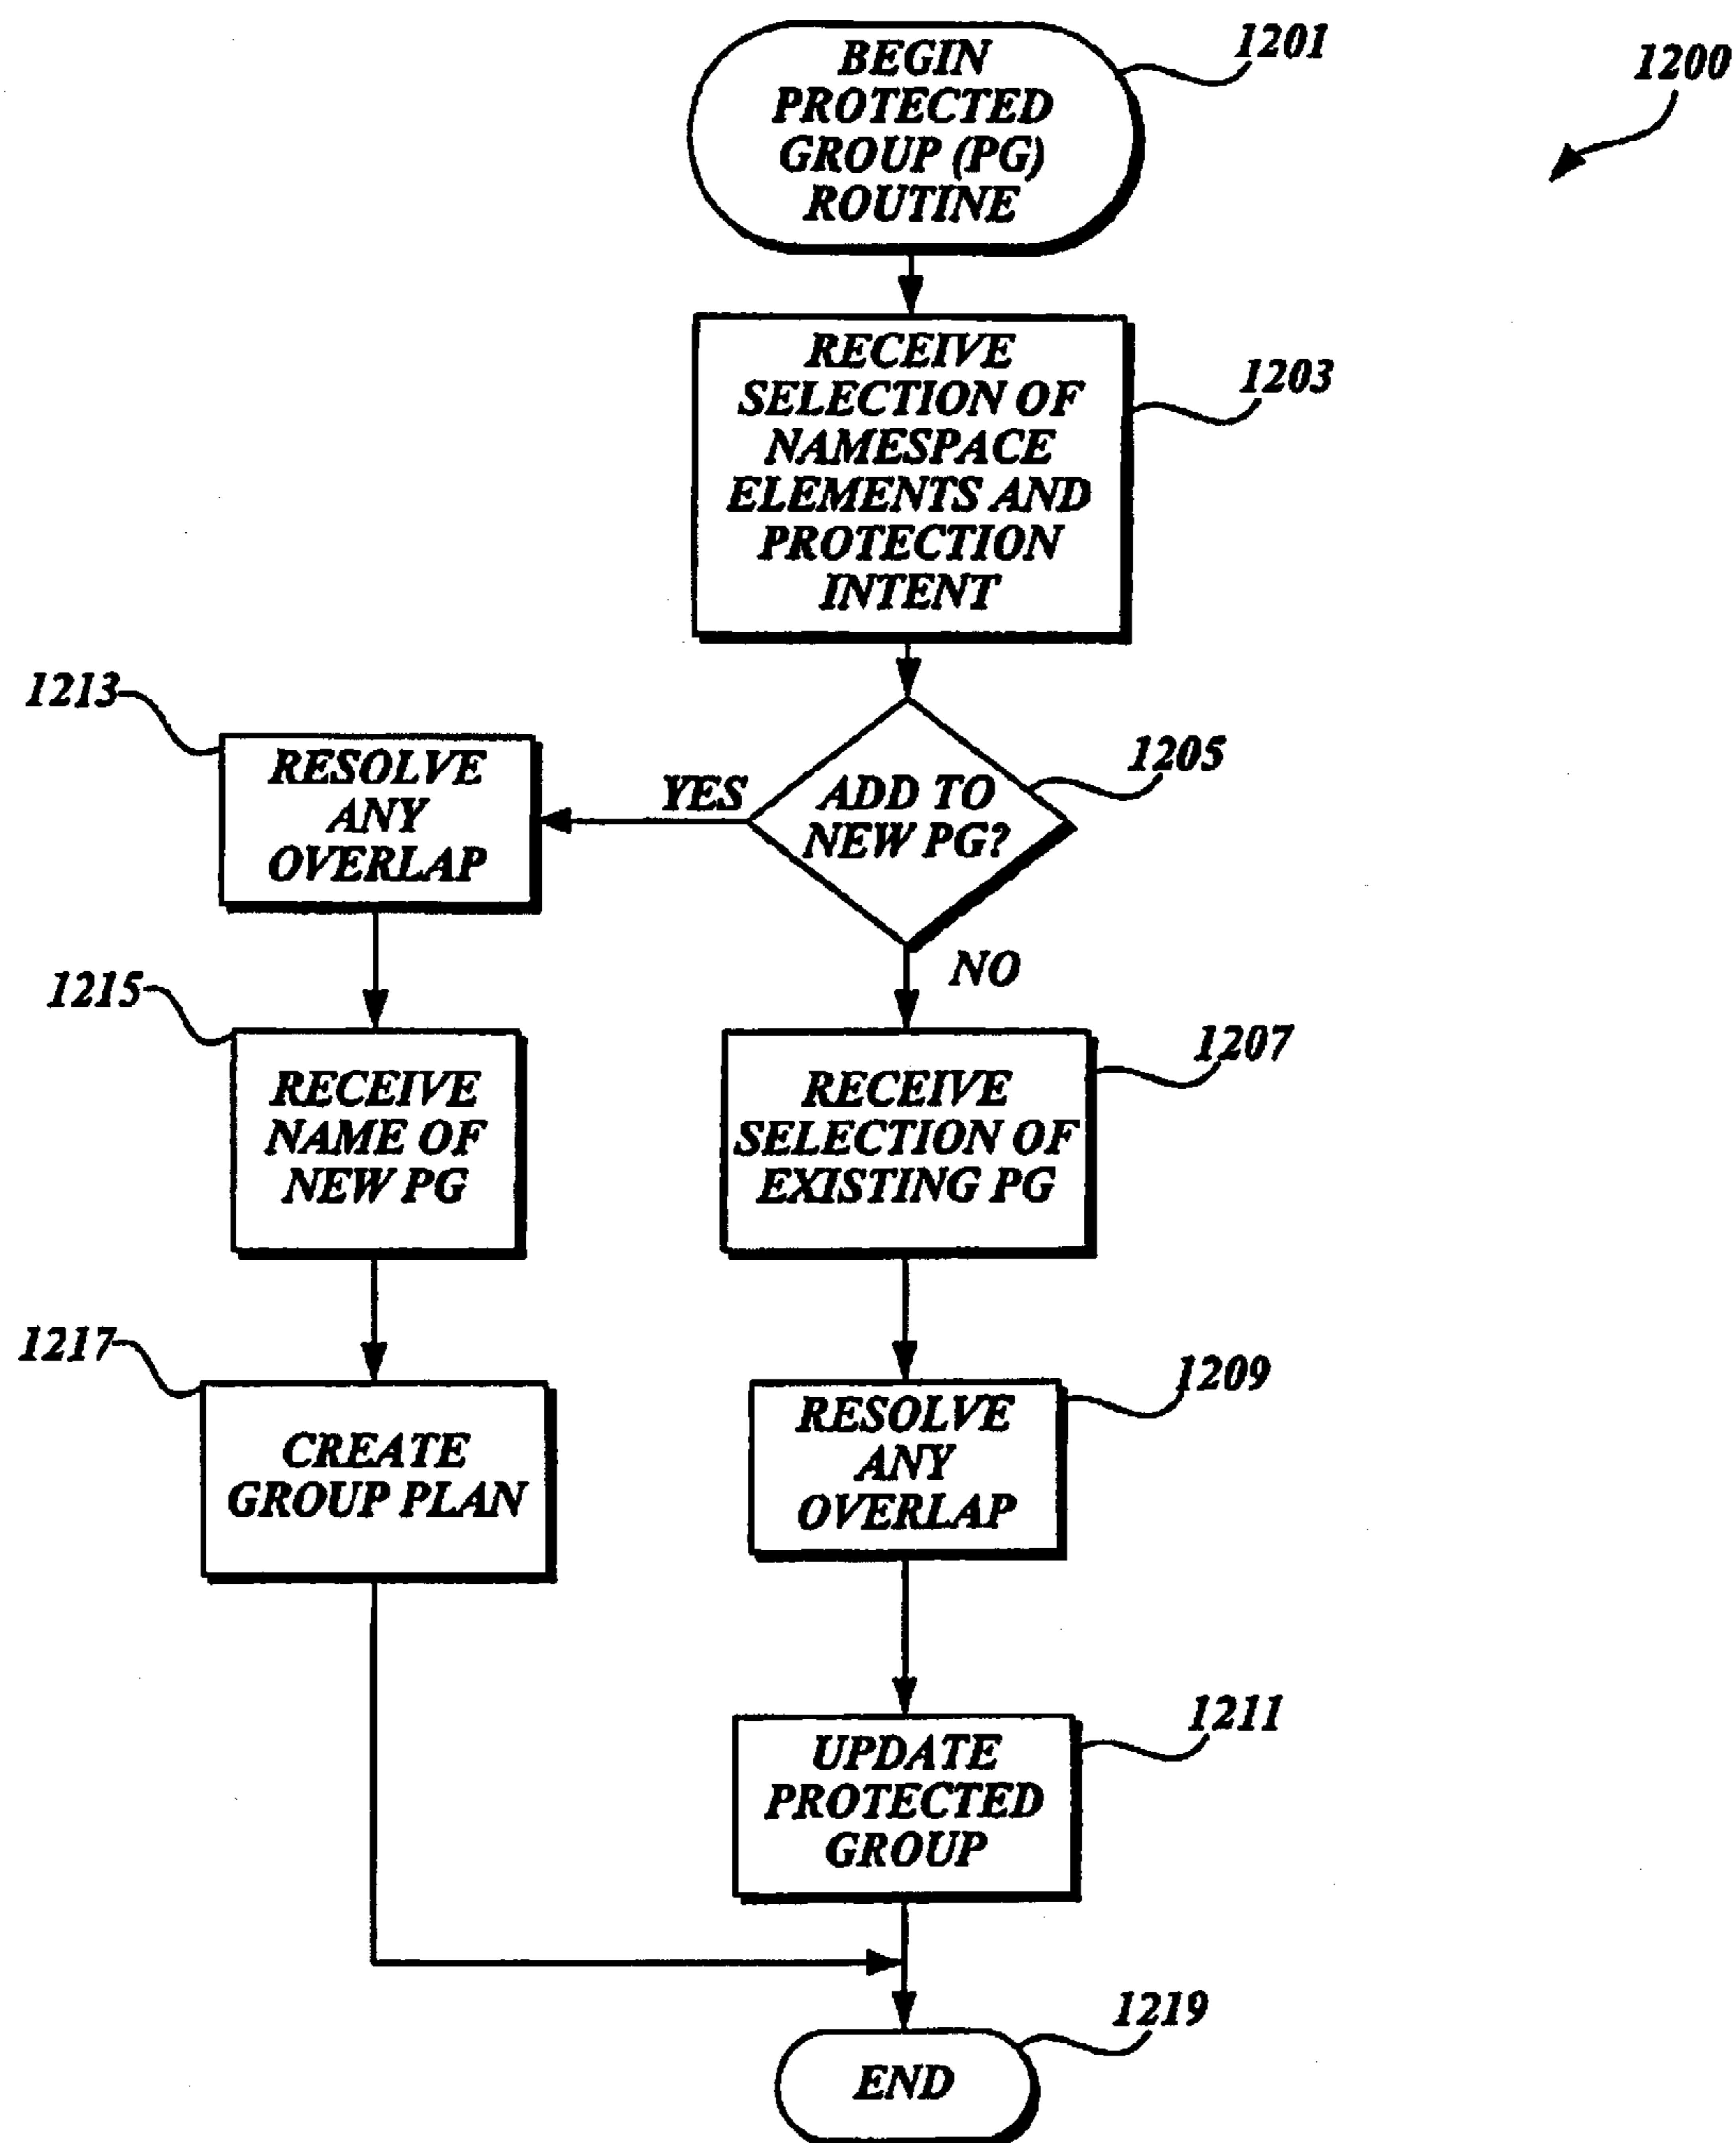 BEGIN
PROTECTED
GROUP (PG)
ROUTINE
1201
1200
RECEIVE
SELECTION OF
NAMESPACE
ELEMENTS AND
PROTECTION
INTENT
1203
1213
RESOLVE
ANY
OVERLAP
YES
ADD TO
NEW PG?
1205
NO
1215
RECEIVE
NAME OF
NEW PG
RECEIVE
SELECTION OF
EXISTING PG
1207
1217
CREATE
GROUP PLAN
RESOLVE
ANY
OVERLAP
1209
UPDATE
PROTECTED
GROUP
1211
END
1219